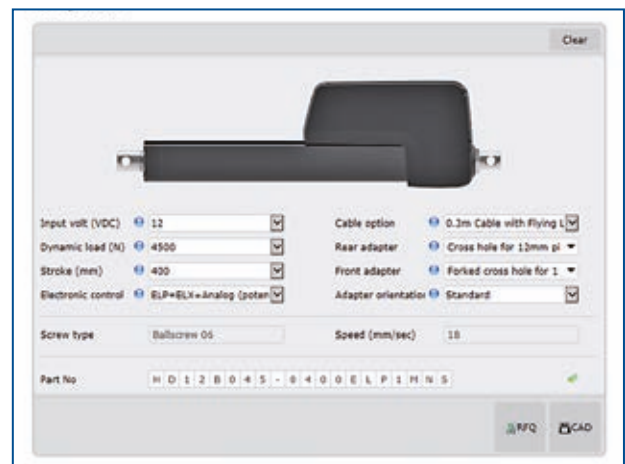 Clear
Input volt (VDC) 12 Cable option 0.3m Cable with Flying L
Dynamic load (N) 4500 Rear adapter Cross hole for 12mm pi
Stroke (mm) 400 Front adapter Forked cross hole for 1
Electronic control ELP+ELX+Analog (poten Adapter orientatio Standard
Screw type Ballscrew 06 Speed (mm/sec) 18
Part No H D 1 2 B 0 4 5 - 0 4 0 0 E L P 1 M N S
RFQ CAD